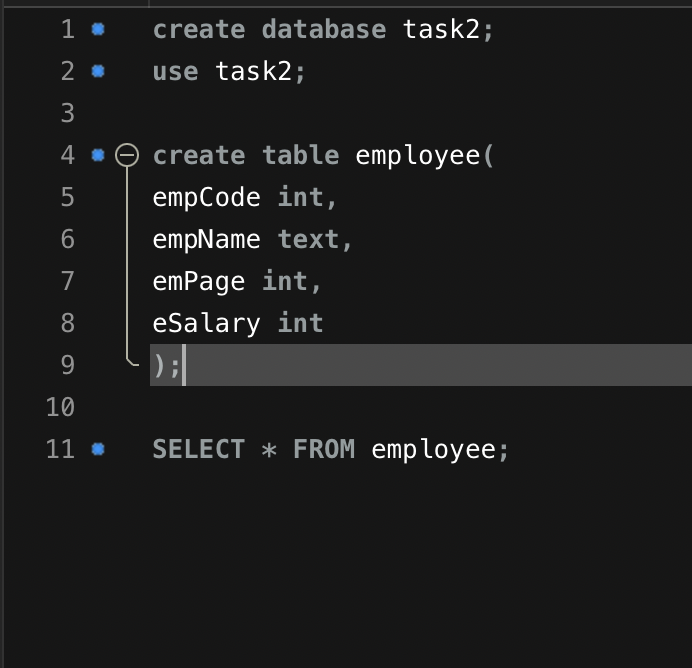 1 create database task2;
2 use task2;
3
4 create table employee(
5 empCode int,
6 empName text,
7 emPage int,
8 eSalary int
9 );
10
11 SELECT * FROM employee;